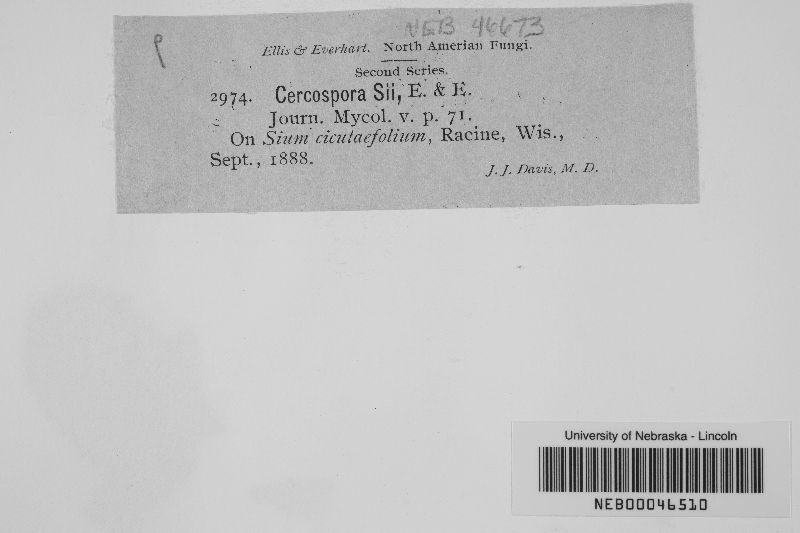 NEB 46673
Ellis & Everhart. North Amerian Fungi.
Second Series.
2974. Cercospora Sii, E. & E.
Journ. Mycol. v. p. 71.
On Sium cicutaefolium, Racine, Wis.,
Sept., 1888.
J. J. Davis, M. D.
University of Nebraska - Lincoln
NEB00046510